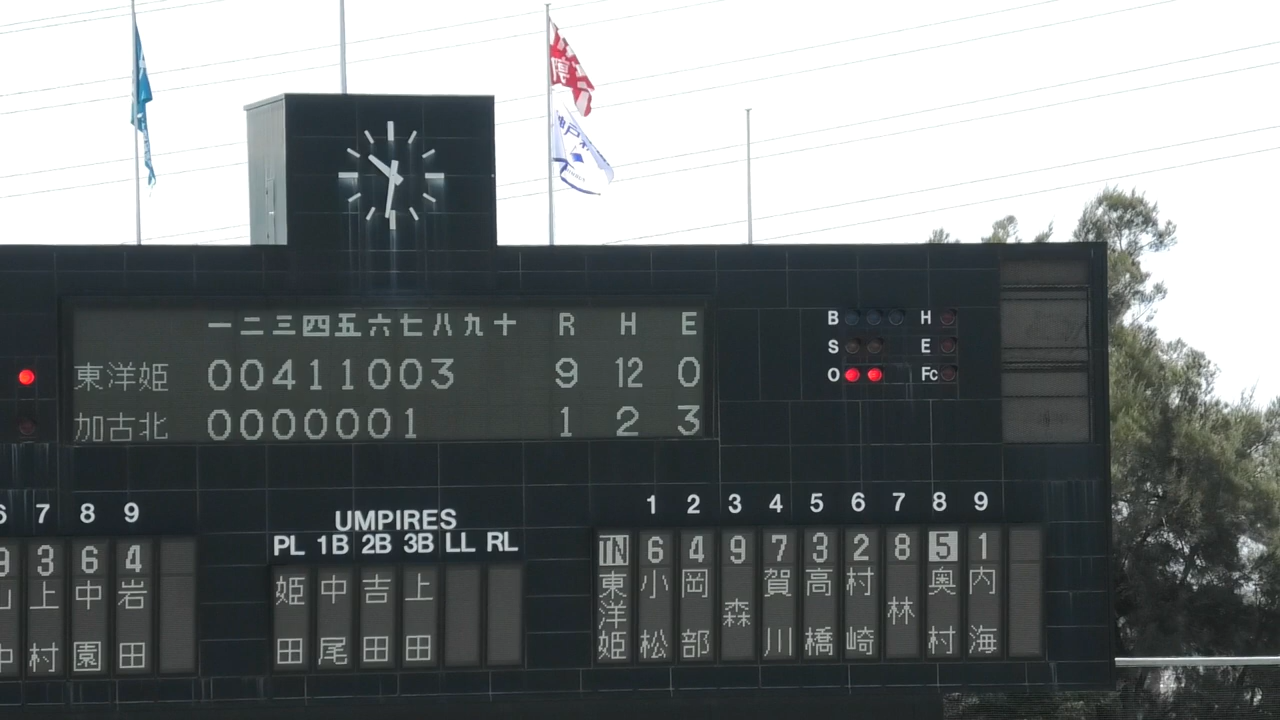 神戸
一二三四五六七八九十 R H E
東洋姫 00411003 9 12 0
加古北 0000001 1 2 3
B H
S E
O Fc
7 8 9
3 6 4
上村 中園 岩田
UMPIRES
PL 1B 2B 3B LL RL
姫田 中尾 吉田 上田
1 2 3 4 5 6 7 8 9
TN 6 4 9 7 3 2 8 5 1
東洋姫 小松 岡部 森 賀川 高橋 村崎 林 奥村 内海